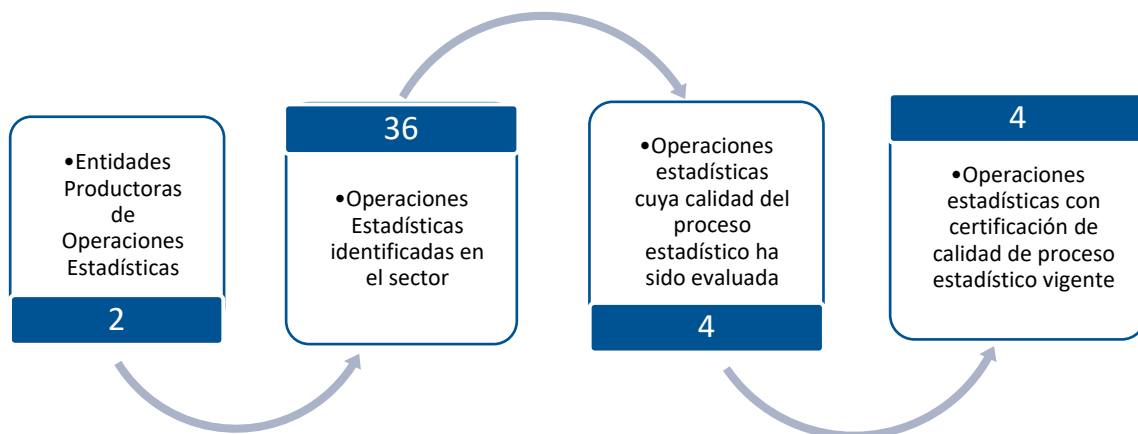 •Entidades
Productoras
de
Operaciones
Estadísticas
2
36
•Operaciones
Estadísticas
identificadas en
el sector
•Operaciones
estadísticas
cuya calidad del
proceso
estadístico ha
sido evaluada
4
4
•Operaciones
estadísticas con
certificación de
calidad de proceso
estadístico vigente